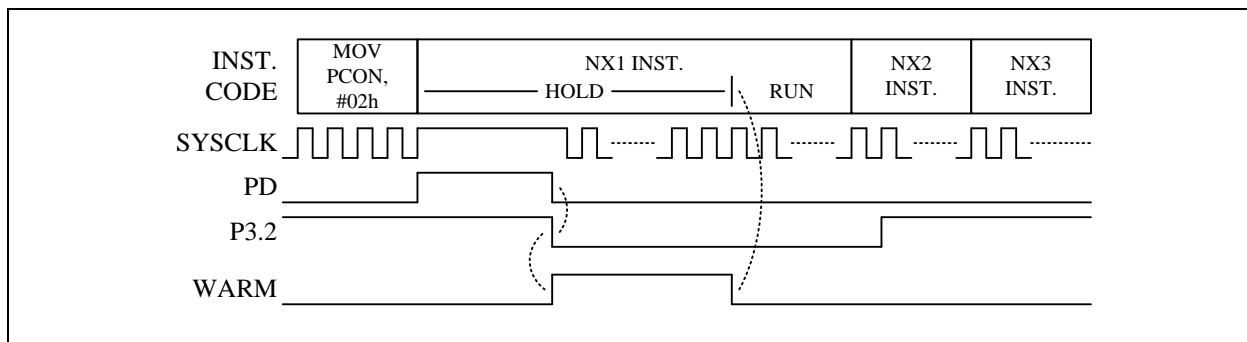 INST.
CODE
MOV
PCON,
#02h
NX1 INST.
HOLD
RUN
NX2
INST.
NX3
INST.
SYSCLK
PD
P3.2
WARM